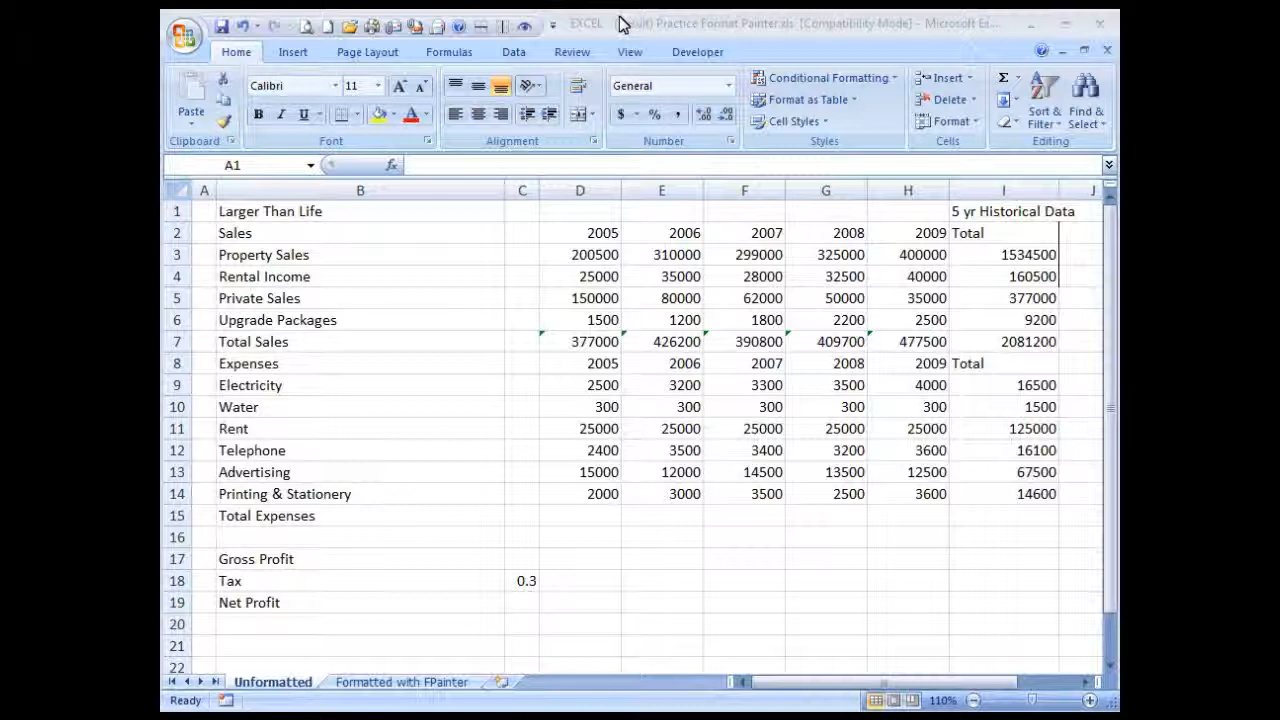 EXCEL Practice Format Painter.xls [Compatibility Mode] - Microsoft Ex...
Home Insert Page Layout Formulas Data Review View Developer
Calibri 11 General Conditional Formatting Insert Σ
Paste Format as Table Delete Sort & Filter Find & Select
B I U A $ % , Cell Styles Format
Clipboard Font Alignment Number Styles Cells Editing
A1 fx
A B C D E F G H I J
1 Larger Than Life 5 yr Historical Data
2 Sales 2005 2006 2007 2008 2009 Total
3 Property Sales 200500 310000 299000 325000 400000 1534500
4 Rental Income 25000 35000 28000 32500 40000 160500
5 Private Sales 150000 80000 62000 50000 35000 377000
6 Upgrade Packages 1500 1200 1800 2200 2500 9200
7 Total Sales 377000 426200 390800 409700 477500 2081200
8 Expenses 2005 2006 2007 2008 2009 Total
9 Electricity 2500 3200 3300 3500 4000 16500
10 Water 300 300 300 300 300 1500
11 Rent 25000 25000 25000 25000 25000 125000
12 Telephone 2400 3500 3400 3200 3600 16100
13 Advertising 15000 12000 14500 13500 12500 67500
14 Printing & Stationery 2000 3000 3500 2500 3600 14600
15 Total Expenses
16
17 Gross Profit
18 Tax 0.3
19 Net Profit
20
21
22
Unformatted Formatted with FPainter
Ready 110%